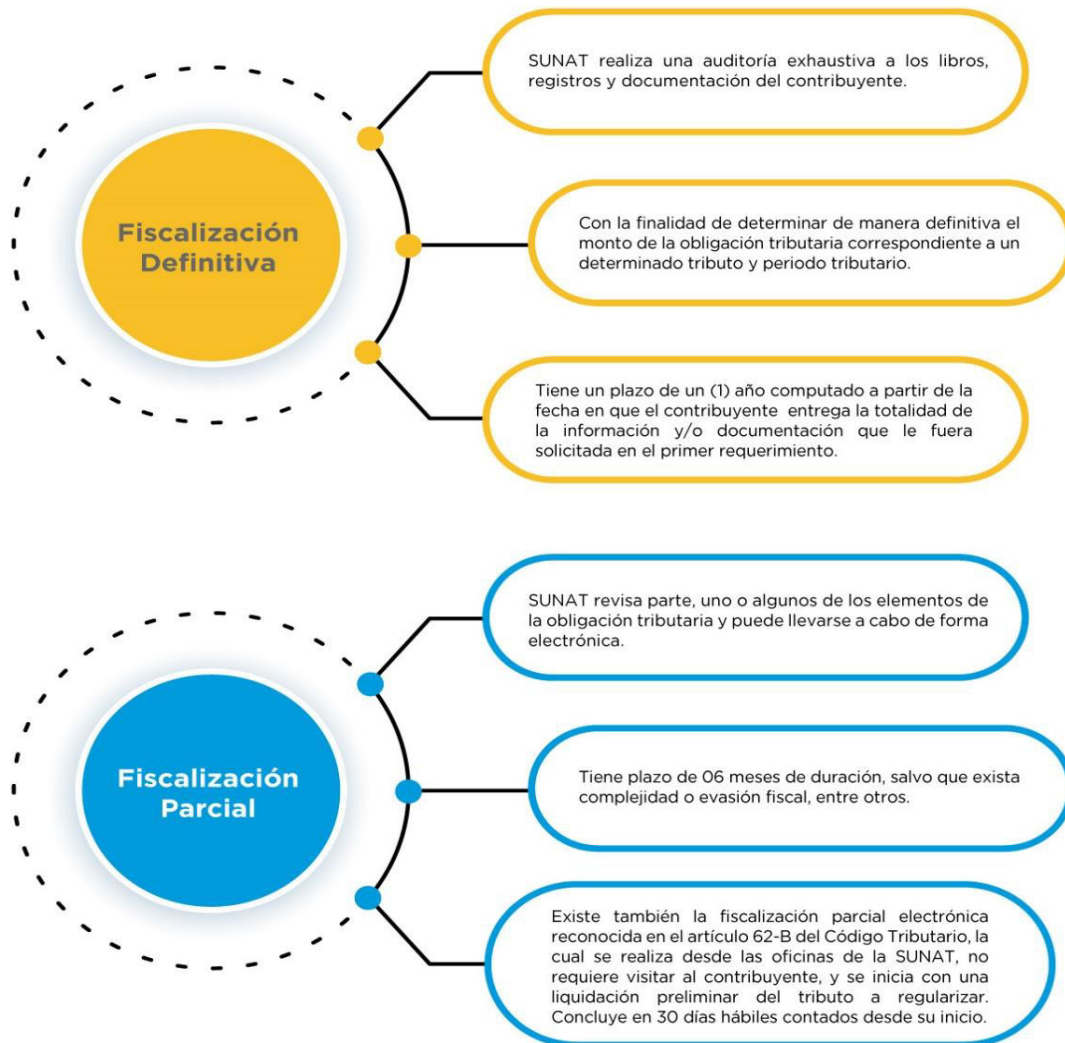 Fiscalización
Definitiva
SUNAT realiza una auditoría exhaustiva a los libros,
registros y documentación del contribuyente.
Con la finalidad de determinar de manera definitiva el
monto de la obligación tributaria correspondiente a un
determinado tributo y periodo tributario.
Tiene un plazo de un (1) año computado a partir de la
fecha en que el contribuyente entrega la totalidad de
la información y/o documentación que le fuera
solicitada en el primer requerimiento.
Fiscalización
Parcial
SUNAT revisa parte, uno o algunos de los elementos de
la obligación tributaria y puede llevarse a cabo de forma
electrónica.
Tiene plazo de 06 meses de duración, salvo que exista
complejidad o evasión fiscal, entre otros.
Existe también la fiscalización parcial electrónica
reconocida en el artículo 62-B del Código Tributario, la
cual se realiza desde las oficinas de la SUNAT, no
requiere visitar al contribuyente, y se inicia con una
liquidación preliminar del tributo a regularizar.
Concluye en 30 días hábiles contados desde su inicio.